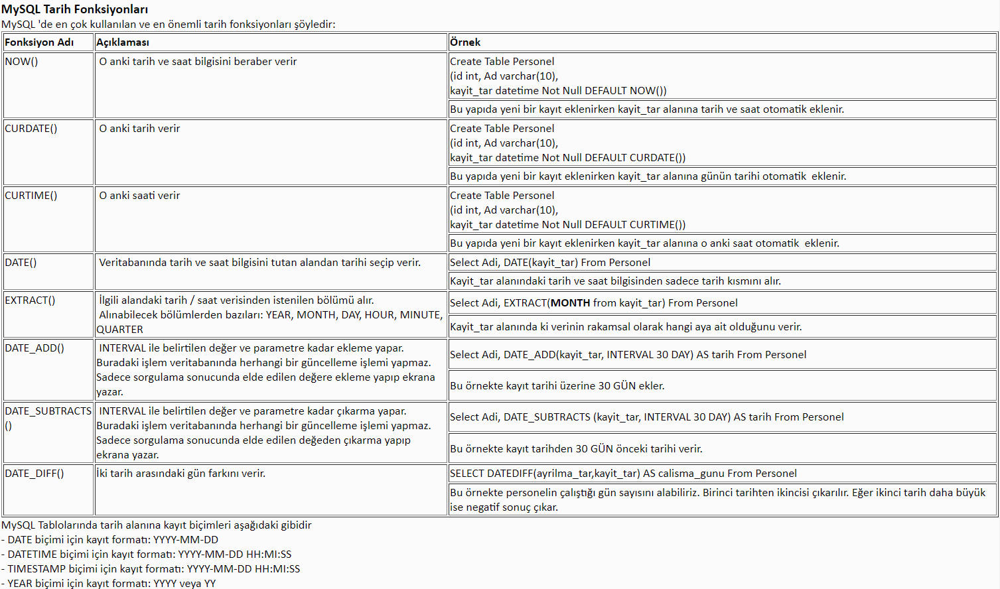 MySQL Tarih Fonksiyonları
MySQL 'de en çok kullanılan ve en önemli tarih fonksiyonları şöyledir:
Fonksiyon Adı
Açıklaması
Örnek
NOW()
O anki tarih ve saat bilgisini beraber verir
Create Table Personel
(id int, Ad varchar(10),
kayit_tar datetime Not Null DEFAULT NOW())
Bu yapıda yeni bir kayıt eklenirken kayit_tar alanına tarih ve saat otomatik eklenir.
CURDATE()
O anki tarih verir
Create Table Personel
(id int, Ad varchar(10),
kayit_tar datetime Not Null DEFAULT CURDATE())
Bu yapıda yeni bir kayıt eklenirken kayit_tar alanına günün tarihi otomatik eklenir.
CURTIME()
O anki saati verir
Create Table Personel
(id int, Ad varchar(10),
kayit_tar datetime Not Null DEFAULT CURTIME())
Bu yapıda yeni bir kayıt eklenirken kayit_tar alanına o anki saat otomatik eklenir.
DATE()
Veritabanında tarih ve saat bilgisini tutan alandan tarihi seçip verir.
Select Adi, DATE(kayit_tar) From Personel
Kayit_tar alanındaki tarih ve saat bilgisinden sadece tarih kısmını alır.
EXTRACT()
İlgili alandaki tarih / saat verisinden istenilen bölümü alır.
Alınabilecek bölümlerden bazıları: YEAR, MONTH, DAY, HOUR, MINUTE,
QUARTER
Select Adi, EXTRACT(MONTH from kayit_tar) From Personel
Kayit_tar alanında ki verinin rakamsal olarak hangi aya ait olduğunu verir.
DATE_ADD()
INTERVAL ile belirtilen değer ve parametre kadar ekleme yapar.
Buradaki işlem veritabanında herhangi bir güncelleme işlemi yapmaz.
Sadece sorgulama sonucunda elde edilen değere ekleme yapıp ekrana
yazar.
Select Adi, DATE_ADD(kayit_tar, INTERVAL 30 DAY) AS tarih From Personel
Bu örnekte kayıt tarihi üzerine 30 GÜN ekler.
DATE_SUBTRACTS
()
INTERVAL ile belirtilen değer ve parametre kadar çıkarma yapar.
Buradaki işlem veritabanında herhangi bir güncelleme işlemi yapmaz.
Sadece sorgulama sonucunda elde edilen değeden çıkarma yapıp
ekrana yazar.
Select Adi, DATE_SUBTRACTS (kayit_tar, INTERVAL 30 DAY) AS tarih From Personel
Bu örnekte kayıt tarihden 30 GÜN önceki tarihi verir.
DATE_DIFF()
İki tarih arasındaki gün farkını verir.
SELECT DATEDIFF(ayrilma_tar,kayit_tar) AS calisma_gunu From Personel
Bu örnekte personelin çalıştığı gün sayısını alabiliriz. Birinci tarihten ikincisi çıkarılır. Eğer ikinci tarih daha büyük
ise negatif sonuç çıkar.
MySQL Tablolarında tarih alanına kayıt biçimleri aşağıdaki gibidir
- DATE biçimi için kayıt formatı: YYYY-MM-DD
- DATETIME biçimi için kayıt formatı: YYYY-MM-DD HH:MI:SS
- TIMESTAMP biçimi için kayıt formatı: YYYY-MM-DD HH:MI:SS
- YEAR biçimi için kayıt formatı: YYYY veya YY